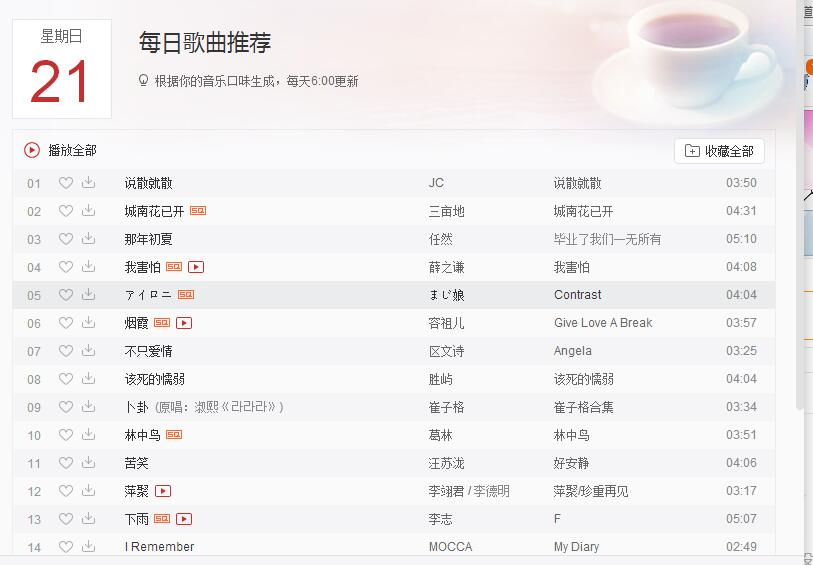 星期日
21
每日歌曲推荐
根据你的音乐口味生成，每天6:00更新
播放全部 收藏全部
01 说散就散 JC 说散就散 03:50
02 城南花已开 SQ 三亩地 城南花已开 04:31
03 那年初夏 任然 毕业了我们一无所有 05:10
04 我害怕 SQ 薛之谦 我害怕 04:08
05 アイロニ SQ まじ娘 Contrast 04:04
06 烟霞 SQ 容祖儿 Give Love A Break 03:57
07 不只爱情 区文诗 Angela 03:25
08 该死的懦弱 胜屿 该死的懦弱 04:04
09 卜卦（原唱：淑熙《라라라》） 崔子格 崔子格合集 03:34
10 林中鸟 SQ 葛林 林中鸟 03:51
11 苦笑 汪苏泷 好安静 04:06
12 萍聚 李翊君 / 李德明 萍聚/珍重再见 03:17
13 下雨 SQ 李志 F 05:07
14 I Remember MOCCA My Diary 02:49